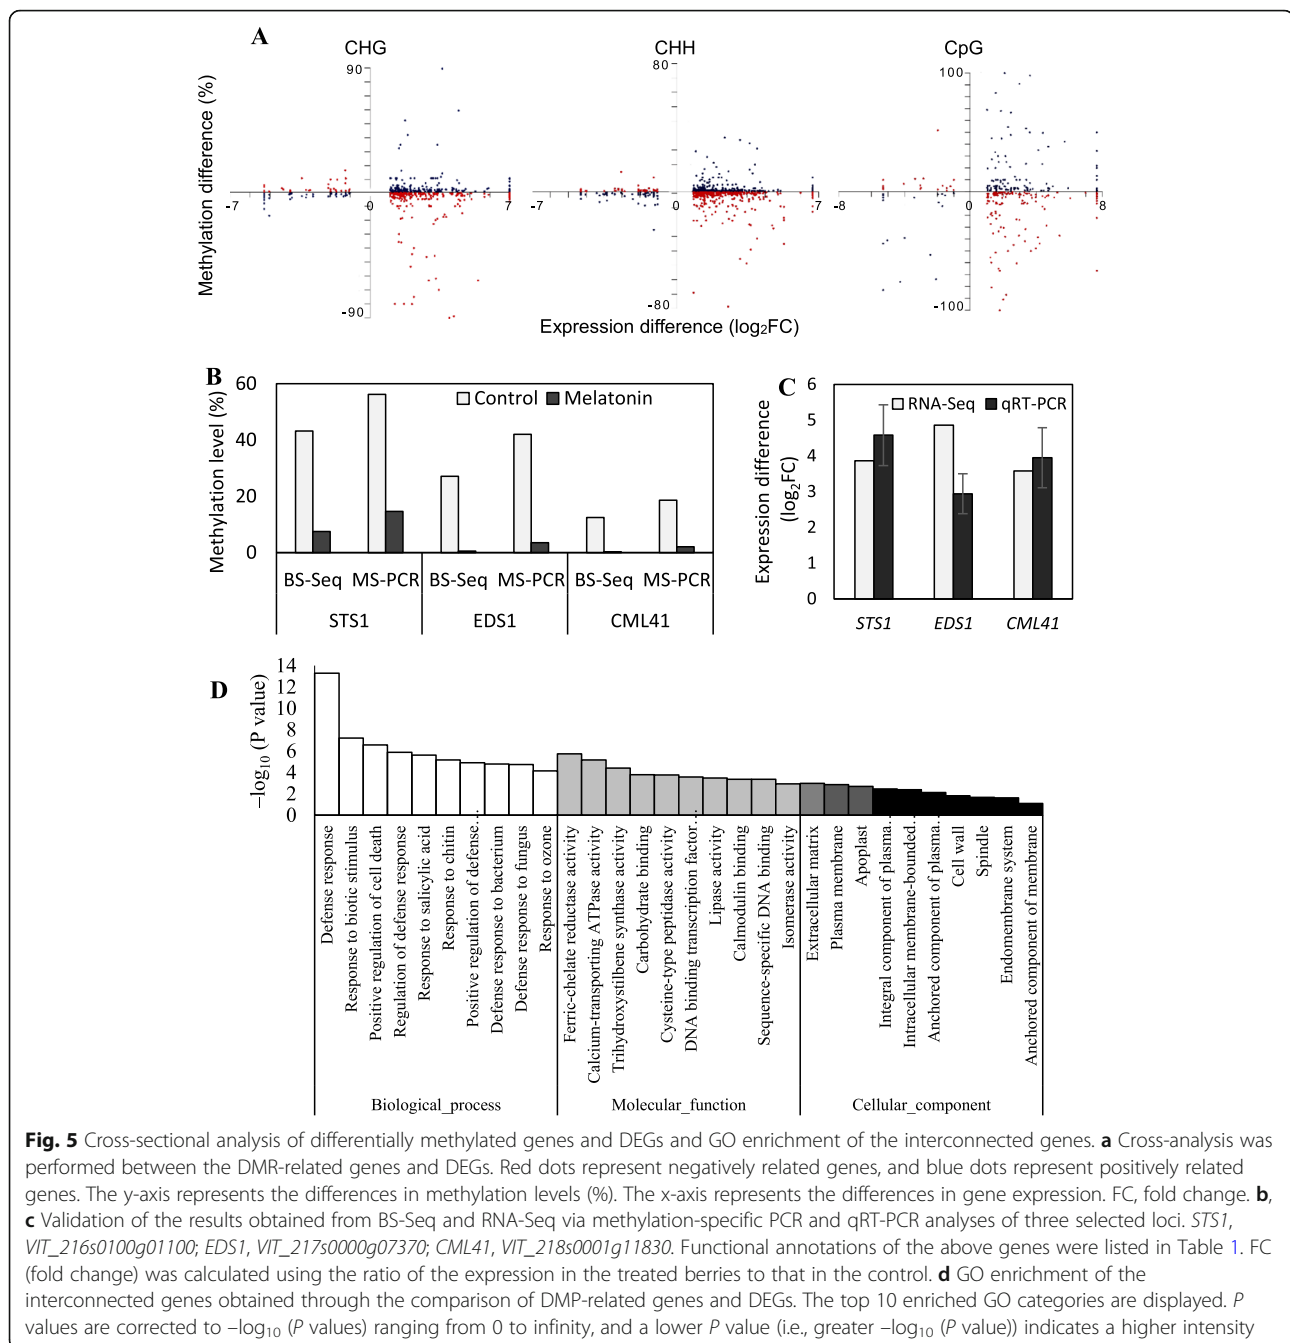 A
CHG
CHH
CpG
Methylation difference (%)
90
-7
0
7
-90
80
-7
0
-7
-80
100
-8
0
8
-100
Expression difference (log2FC)
B
Methylation level (%)
60
40
20
0
Control
Melatonin
BS-Seq MS-PCR BS-Seq MS-PCR BS-Seq MS-PCR
STS1 EDS1 CML41
C
Expression difference
(log2FC)
6
5
4
3
2
1
0
RNA-Seq
qRT-PCR
STS1 EDS1 CML41
D
−log10 (P value)
14
12
10
8
6
4
2
0
Defense response
Response to biotic stimulus
Positive regulation of cell death
Regulation of defense response
Response to salicylic acid
Response to chitin
Positive regulation of defense…
Defense response to bacterium
Defense response to fungus
Response to ozone
Ferric-chelate reductase activity
Calcium-transporting ATPase activity
Trihydroxystilbene synthase activity
Carbohydrate binding
Cysteine-type peptidase activity
DNA binding transcription factor…
Lipase activity
Calmodulin binding
Sequence-specific DNA binding
Isomerase activity
Extracellular matrix
Plasma membrane
Apoplast
Integral component of plasma…
Intracellular membrane-bounded…
Anchored component of plasma…
Cell wall
Spindle
Endomembrane system
Anchored component of membrane
Biological_process
Molecular_function
Cellular_component
Fig. 5 Cross-sectional analysis of differentially methylated genes and DEGs and GO enrichment of the interconnected genes. a Cross-analysis was
performed between the DMR-related genes and DEGs. Red dots represent negatively related genes, and blue dots represent positively related
genes. The y-axis represents the differences in methylation levels (%). The x-axis represents the differences in gene expression. FC, fold change. b,
c Validation of the results obtained from BS-Seq and RNA-Seq via methylation-specific PCR and qRT-PCR analyses of three selected loci. STS1,
VIT_216s0100g01100; EDS1, VIT_217s0000g07370; CML41, VIT_218s0001g11830. Functional annotations of the above genes were listed in Table 1. FC
(fold change) was calculated using the ratio of the expression in the treated berries to that in the control. d GO enrichment of the
interconnected genes obtained through the comparison of DMP-related genes and DEGs. The top 10 enriched GO categories are displayed. P
values are corrected to −log10 (P values) ranging from 0 to infinity, and a lower P value (i.e., greater −log10 (P value)) indicates a higher intensity